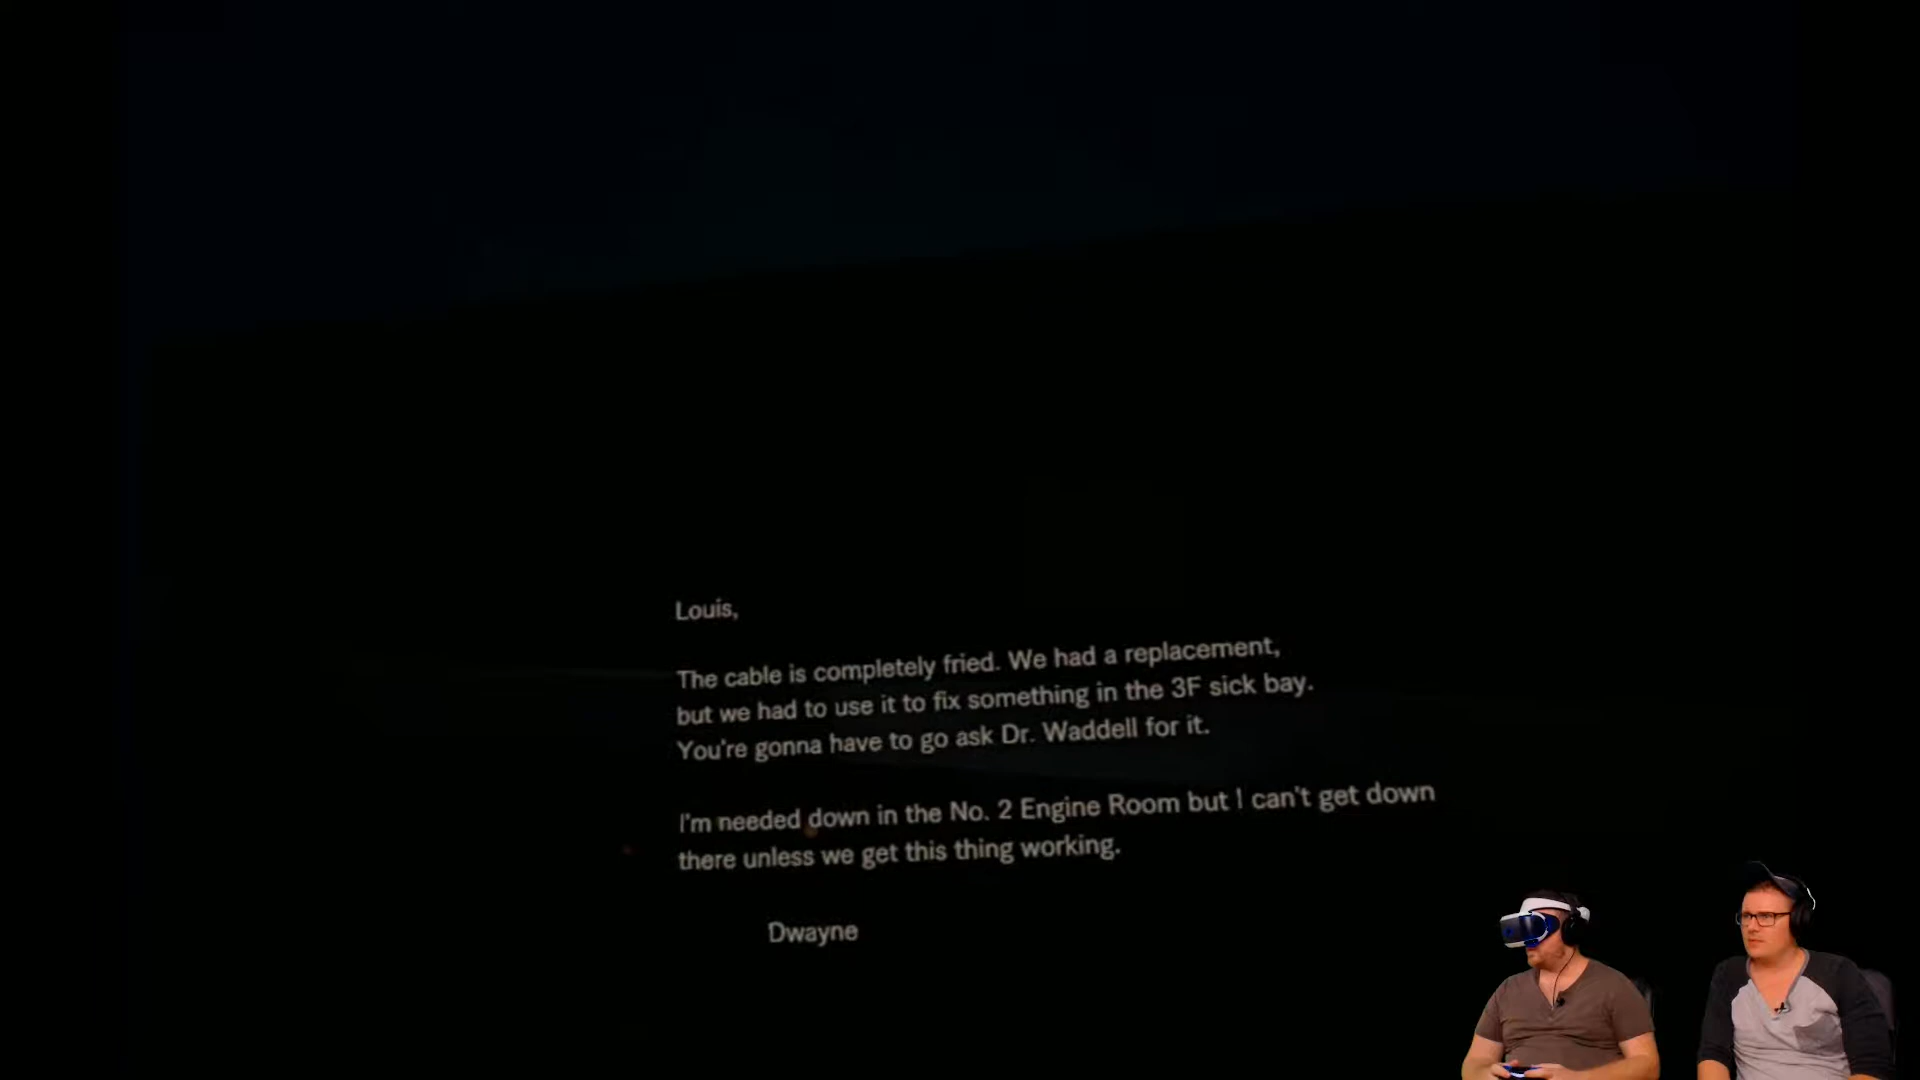 Louis,
The cable is completely fried. We had a replacement,
but we had to use it to fix something in the 3F sick bay.
You're gonna have to go ask Dr. Waddell for it.
I'm needed down in the No. 2 Engine Room but I can't get down
there unless we get this thing working.
Dwayne